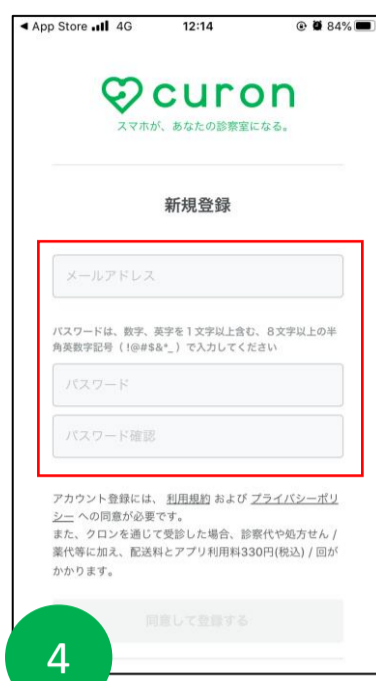 ◀ App Store 4G 12:14 84%
curon
スマホが、あなたの診察室になる。
新規登録
メールアドレス
パスワードは、数字、英字を1文字以上含む、8文字以上の半
角英数字記号（!@#$&*_）で入力してください
パスワード
パスワード確認
アカウント登録には、 利用規約 および プライバシーポリ
シー への同意が必要です。
また、クロンを通じて受診した場合、診察代や処方せん /
薬代等に加え、配送料とアプリ利用料330円(税込) / 回が
かかります。
同意して登録する
4